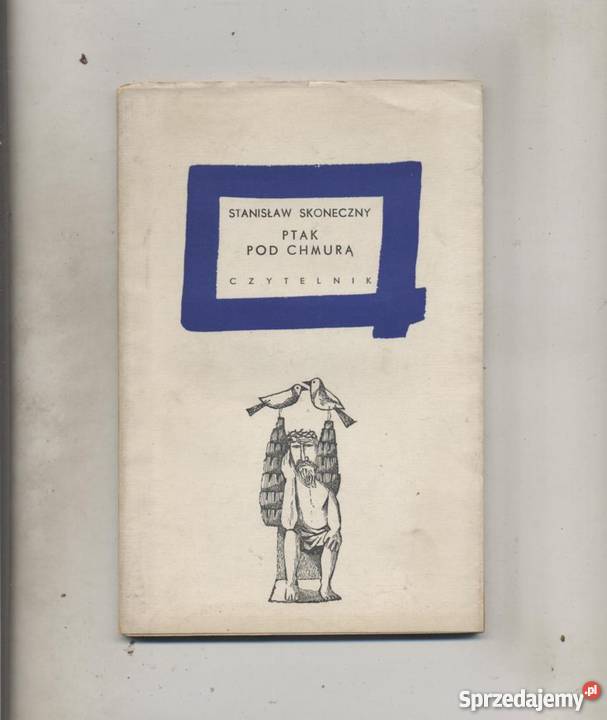 STANISŁAW SKONECZNY
PTAK
POD CHMURĄ
CZYTELNIK
Sprzedajemy.pl